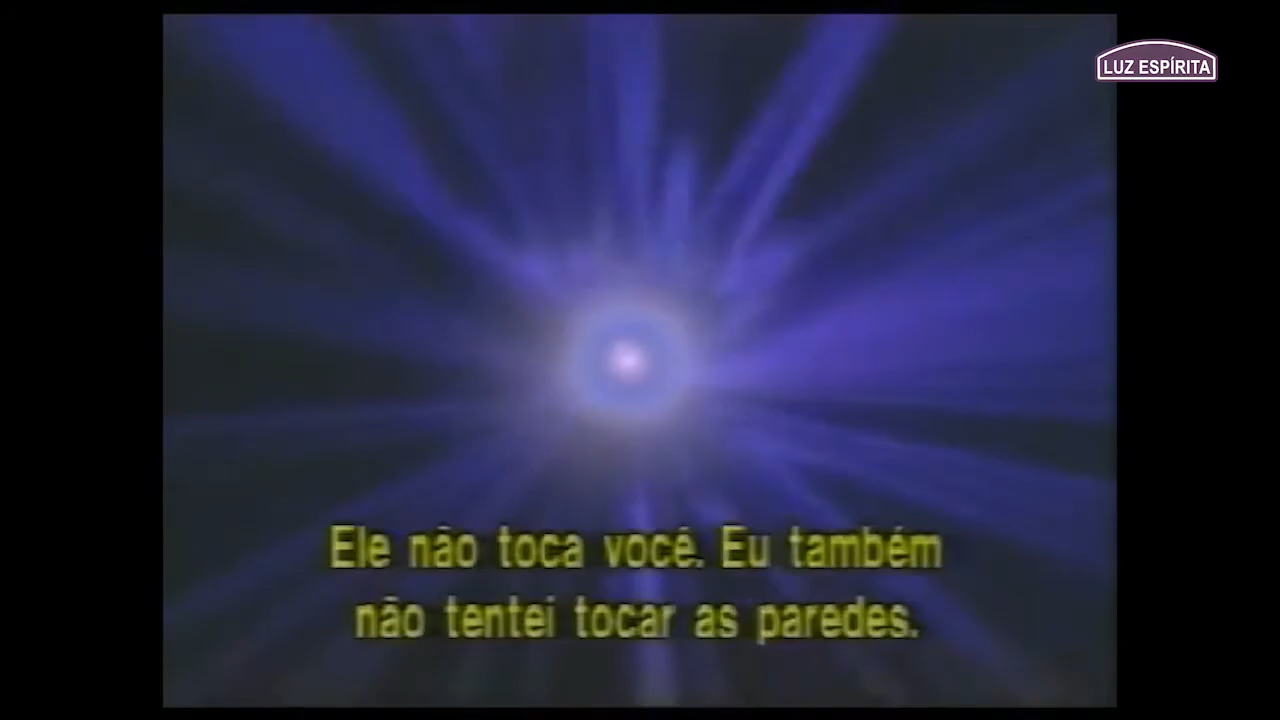 LUZ ESPÍRITA
Ele não toca você. Eu também
não tentei tocar as paredes.